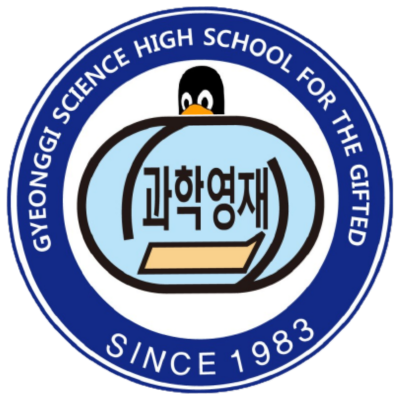 GYEONGGI SCIENCE HIGH SCHOOL FOR THE GIFTED
과학영재
SINCE 1983